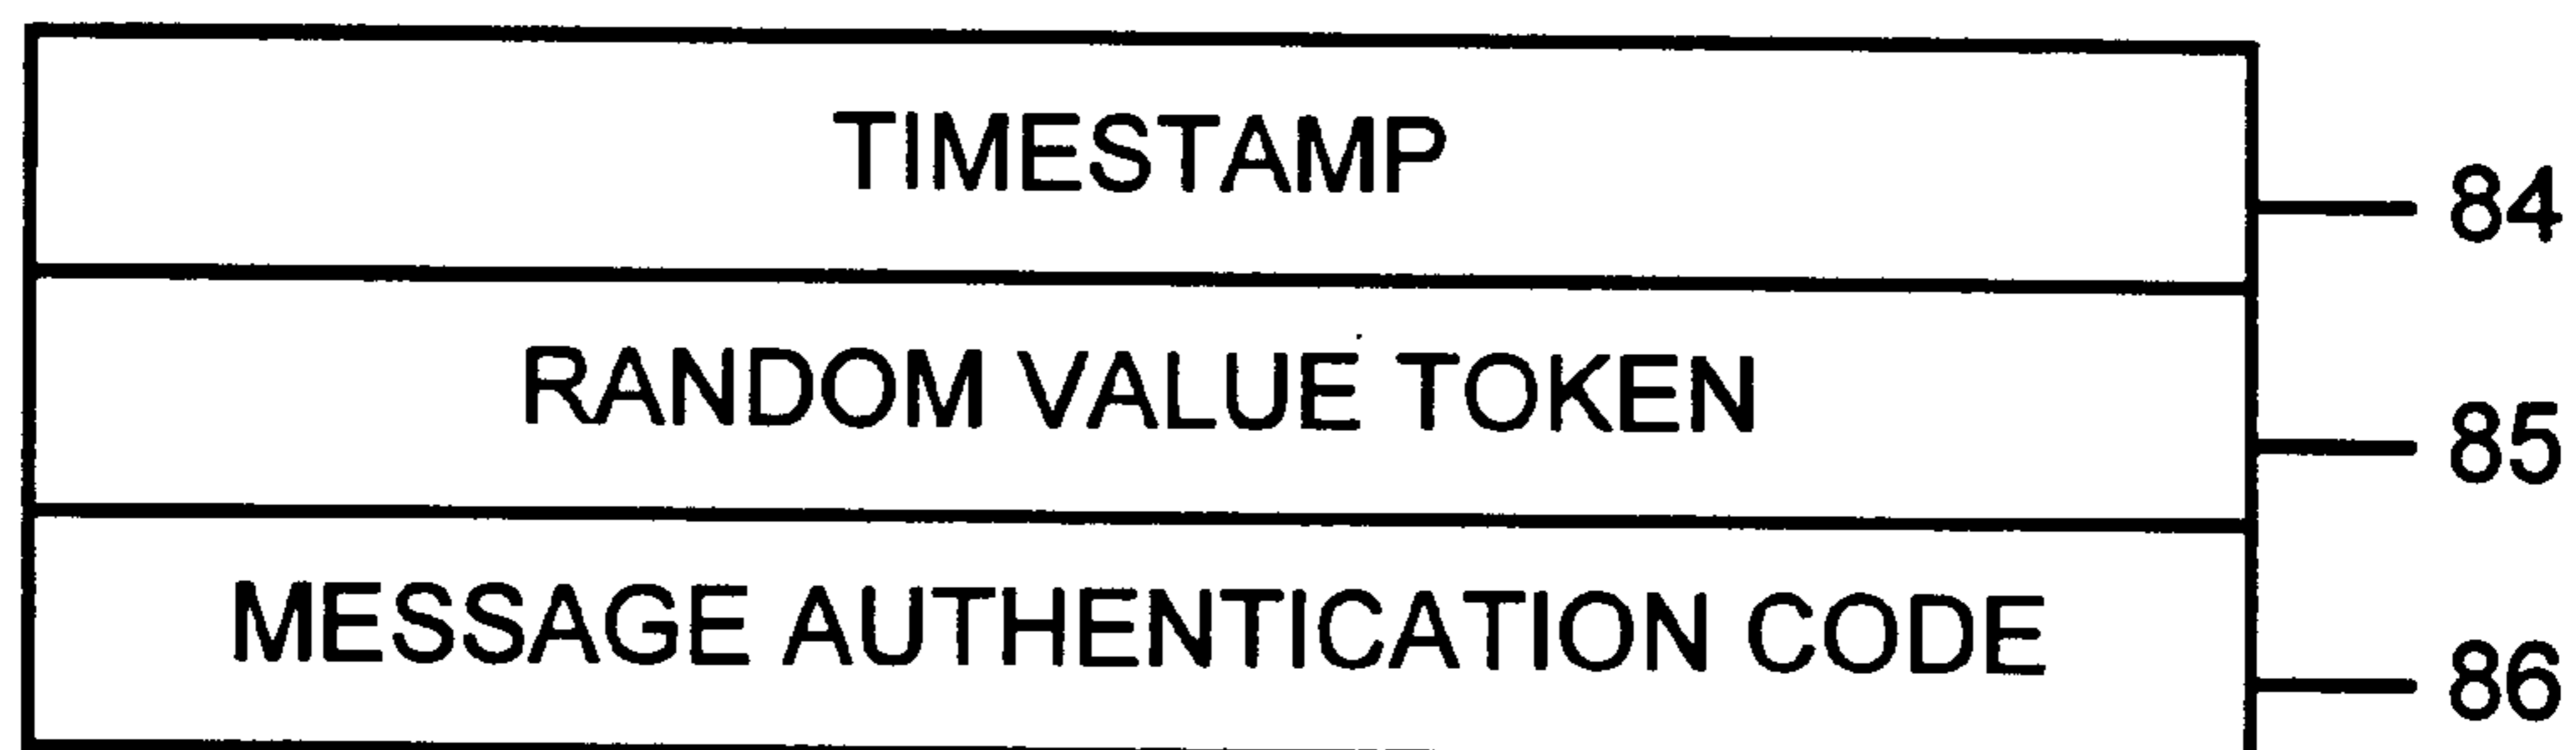 TIMESTAMP
84
RANDOM VALUE TOKEN
85
MESSAGE AUTHENTICATION CODE
86